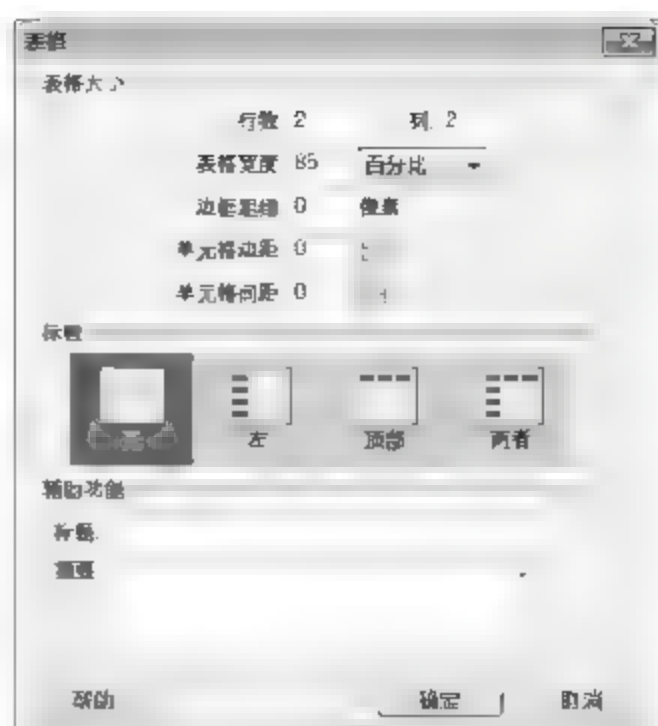 表格
表格大小
行数 2 列: 2
表格宽度 85 百分比
边框粗细 0 像素
单元格边距 0
单元格间距 0
标题
左 顶部 两者
辅助功能
标题:
帮助 确定 取消